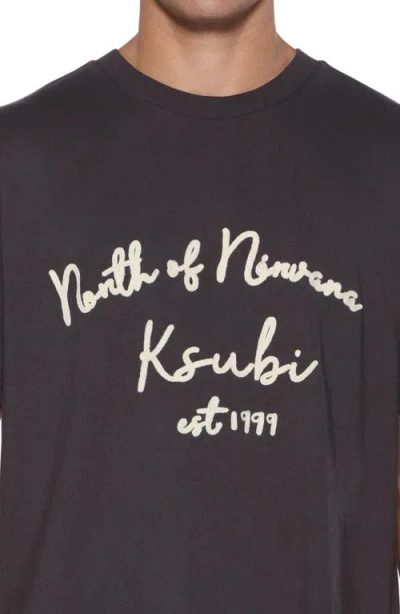 North of Nirvana
Ksubi
est 1999